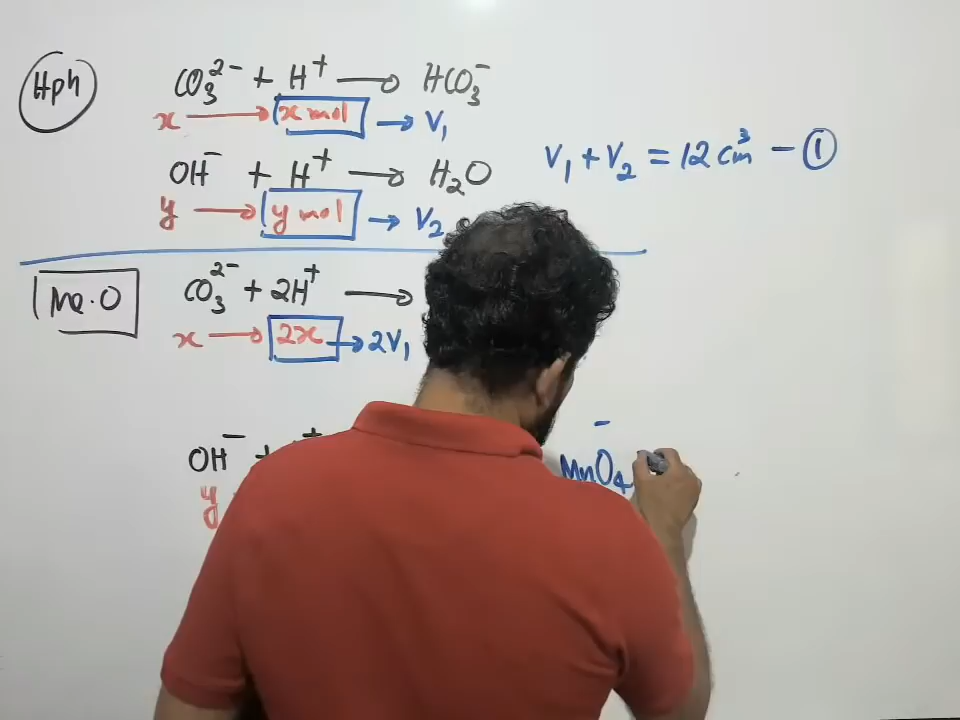 Hph
CO₃²⁻ + H⁺ → HCO₃⁻
x → x mol → V₁
V₁ + V₂ = 12 cm³ - ①
OH⁻ + H⁺ → H₂O
y → y mol → V₂
Me.O
CO₃²⁻ + 2H⁺ →
x → 2x → 2V₁
OH⁻ +
MnO₄⁻
y